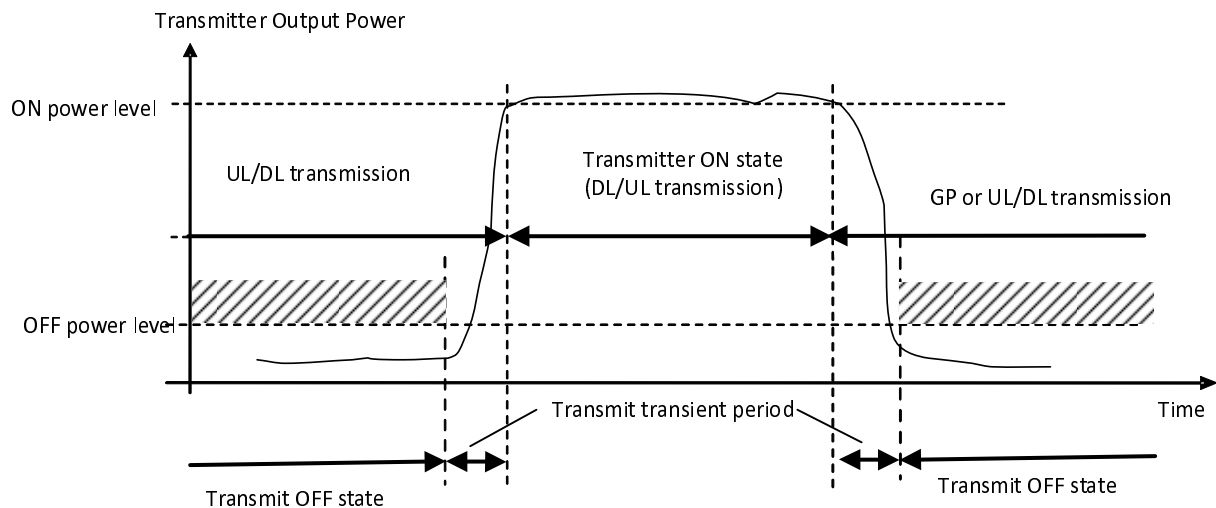 Transmitter Output Power
ON power level
UL/DL transmission
Transmitter ON state
(DL/UL transmission)
GP or UL/DL transmission
OFF power level
Transmit transient period
Time
Transmit OFF state
Transmit OFF state